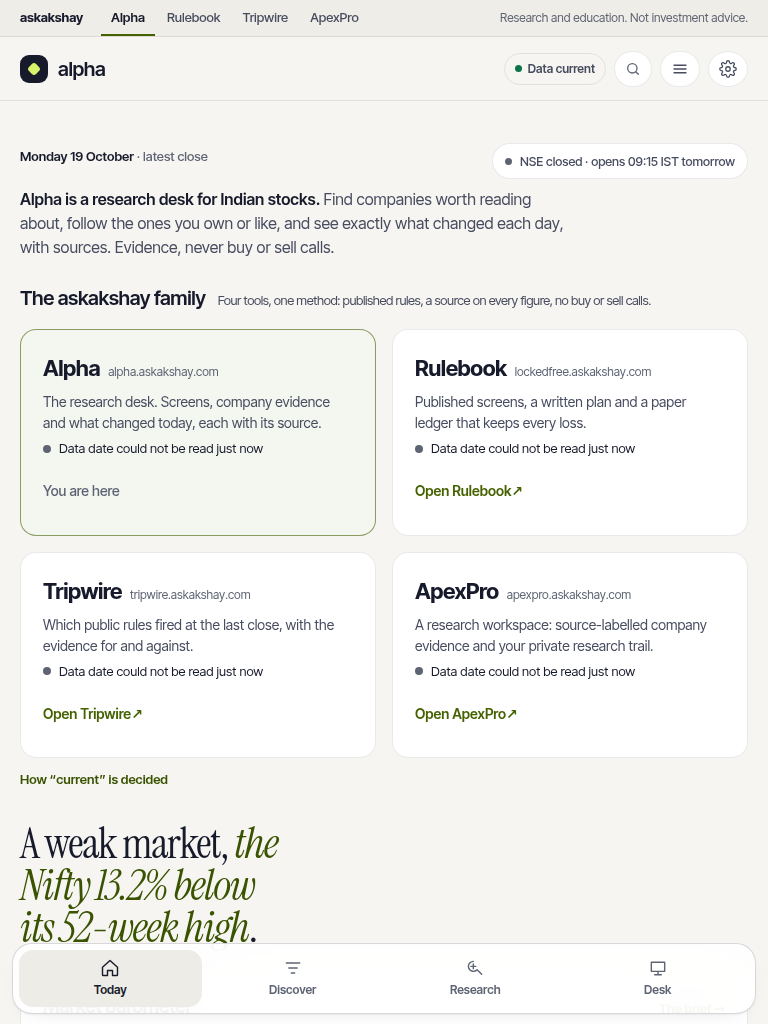 askakshay Alpha Rulebook Tripwire ApexPro Research and education. Not investment advice.
alpha Data current
Monday 19 October · latest close NSE closed · opens 09:15 IST tomorrow
Alpha is a research desk for Indian stocks. Find companies worth reading
about, follow the ones you own or like, and see exactly what changed each day,
with sources. Evidence, never buy or sell calls.
The askakshay family Four tools, one method: published rules, a source on every figure, no buy or sell calls.
Alpha alpha.askakshay.com
The research desk. Screens, company evidence
and what changed today, each with its source.
Data date could not be read just now
You are here
Rulebook lockedfree.askakshay.com
Published screens, a written plan and a paper
ledger that keeps every loss.
Data date could not be read just now
Open Rulebook↗
Tripwire tripwire.askakshay.com
Which public rules fired at the last close, with the
evidence for and against.
Data date could not be read just now
Open Tripwire↗
ApexPro apexpro.askakshay.com
A research workspace: source-labelled company
evidence and your private research trail.
Data date could not be read just now
Open ApexPro↗
How “current” is decided
A weak market, the
Nifty 13.2% below
its 52-week high.
Market barometer The brief →
Today Discover Research Desk